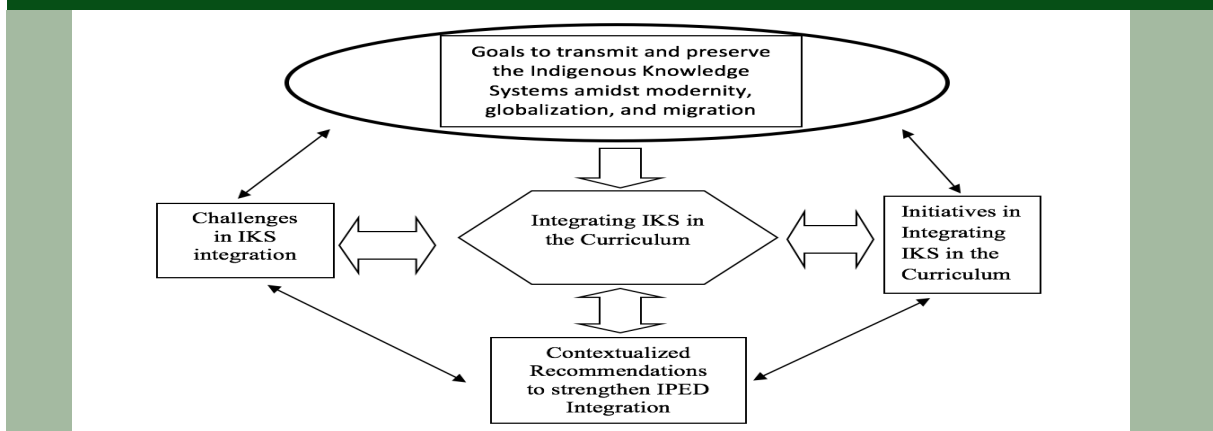 Goals to transmit and preserve
the Indigenous Knowledge
Systems amidst modernity,
globalization, and migration
Challenges
in IKS
integration
Integrating IKS in
the Curriculum
Initiatives in
Integrating
IKS in the
Curriculum
Contextualized
Recommendations
to strengthen IPED
Integration